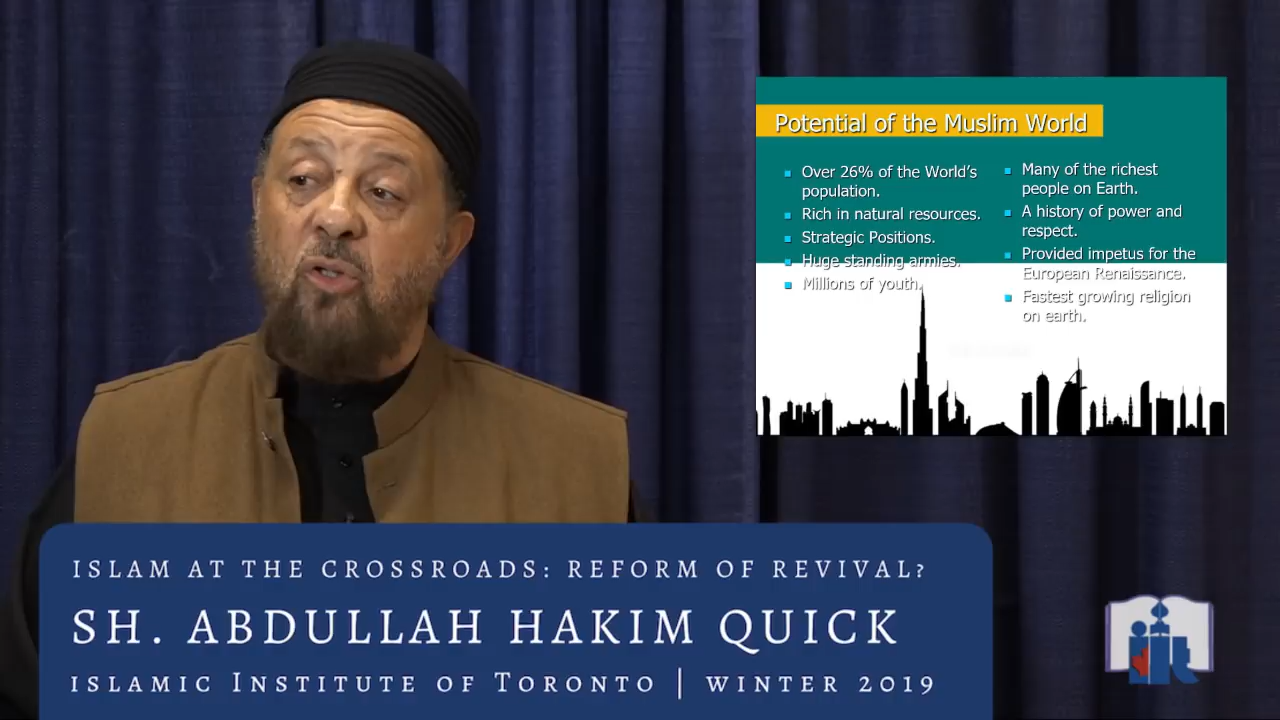 Potential of the Muslim World
Over 26% of the World's
population.
Rich in natural resources.
Strategic Positions.
Huge standing armies.
Millions of youth.
Many of the richest
people on Earth.
A history of power and
respect.
Provided impetus for the
European Renaissance.
Fastest growing religion
on earth.
ISLAM AT THE CROSSROADS: REFORM OF REVIVAL?
SH. ABDULLAH HAKIM QUICK
ISLAMIC INSTITUTE OF TORONTO | WINTER 2019
iit